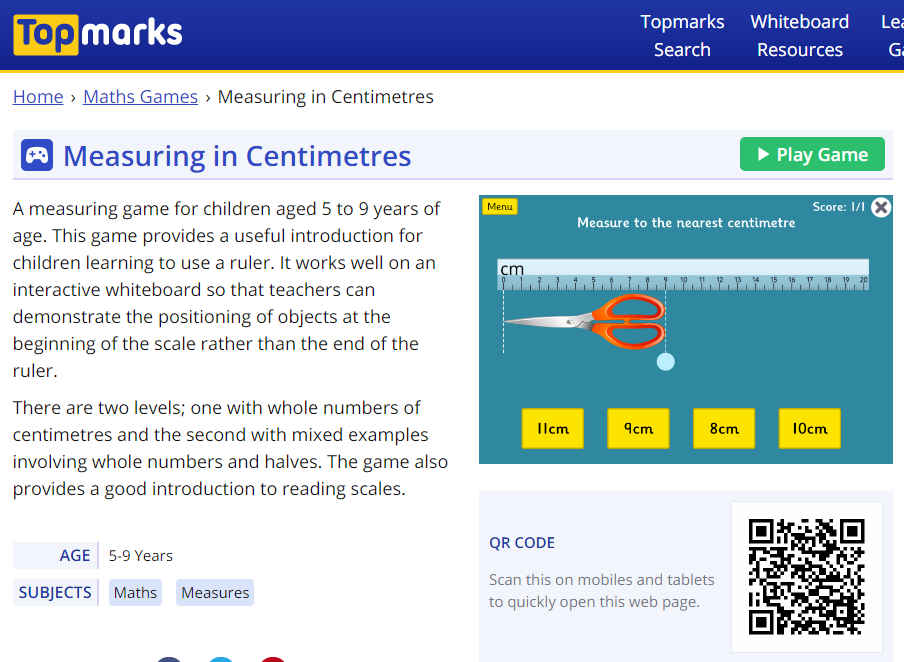 Topmarks
Topmarks Search
Whiteboard Resources
Home › Maths Games › Measuring in Centimetres
Measuring in Centimetres
Play Game
A measuring game for children aged 5 to 9 years of
age. This game provides a useful introduction for
children learning to use a ruler. It works well on an
interactive whiteboard so that teachers can
demonstrate the positioning of objects at the
beginning of the scale rather than the end of the
ruler.
There are two levels; one with whole numbers of
centimetres and the second with mixed examples
involving whole numbers and halves. The game also
provides a good introduction to reading scales.
AGE 5-9 Years
SUBJECTS Maths Measures
Menu
Score: 1/1
Measure to the nearest centimetre
cm
0 1 2 3 4 5 6 7 8 9 10 11 12 13 14 15 16 17 18 19 20
11cm 9cm 8cm 10cm
QR CODE
Scan this on mobiles and tablets
to quickly open this web page.